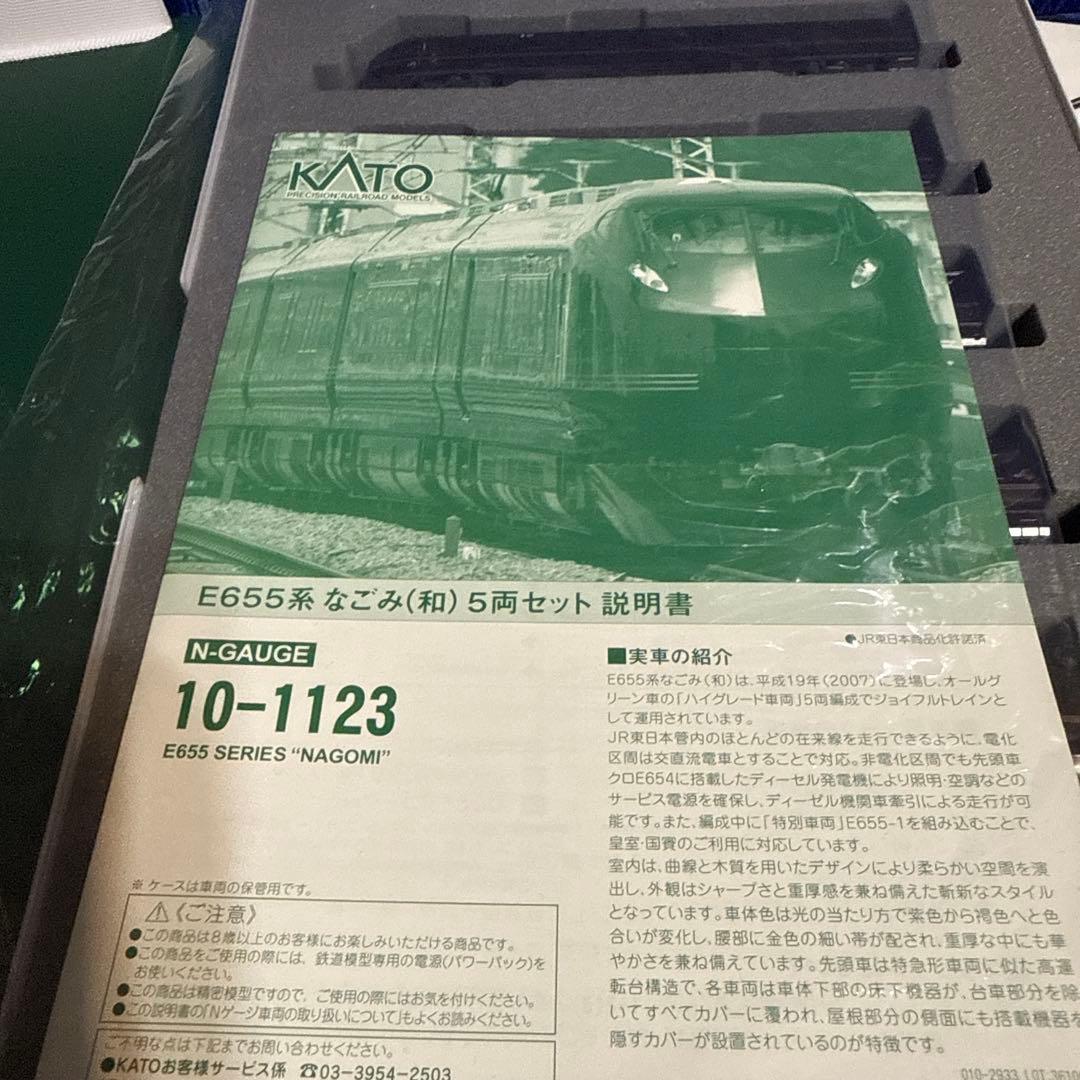 KATO
PRECISION RAILROAD MODELS
E655系 なごみ(和) 5両セット 説明書
●JR東日本商品化許諾済
N-GAUGE
10-1123
E655 SERIES “NAGOMI”
■実車の紹介
E655系なごみ(和)は、平成19年(2007)に登場し、オールグ
リーン車の「ハイグレード車両」5両編成でジョイフルトレインと
して運用されています。
JR東日本管内のほとんどの在来線を走行できるように、電化
区間は交直流電車とすることで対応。非電化区間でも先頭車
クロE654に搭載したディーゼル発電機により照明・空調などの
サービス電源を確保し、ディーゼル機関車牽引による走行が可
能です。また、編成中に「特別車両」E655-1を組み込むことで、
皇室・国賓のご利用に対応しています。
室内は、曲線と木質を用いたデザインにより柔らかい空間を演
出し、外観はシャープさと重厚感を兼ね備えた斬新なスタイル
となっています。車体色は光の当たり方で紫色から褐色へと色
合いが変化し、腰部に金色の細い帯が配され、重厚な中にも華
やかさを兼ね備えています。先頭車は特急形車両に似た高運
転台構造で、各車両は車体下部の床下機器が、台車部分を除
いてすべてカバーに覆われ、屋根部分の側面にも搭載機器を
隠すカバーが設置されているのが特徴です。
※ ケースは車両の保管用です。
⚠〈ご注意〉
●この商品は8歳以上のお客様にお楽しみいただける商品です。
●この商品をご使用の際には、鉄道模型専用の電源(パワーパック)を
お使いください。
●この商品は精密模型ですので、ご使用の際にはお気を付けください。
●この説明書の「Nゲージ車両の取り扱いについて」もよくお読みください。
ご不明な点は下記までお問い合わせください。
●KATOお客様サービス係 ☎03-3954-2503